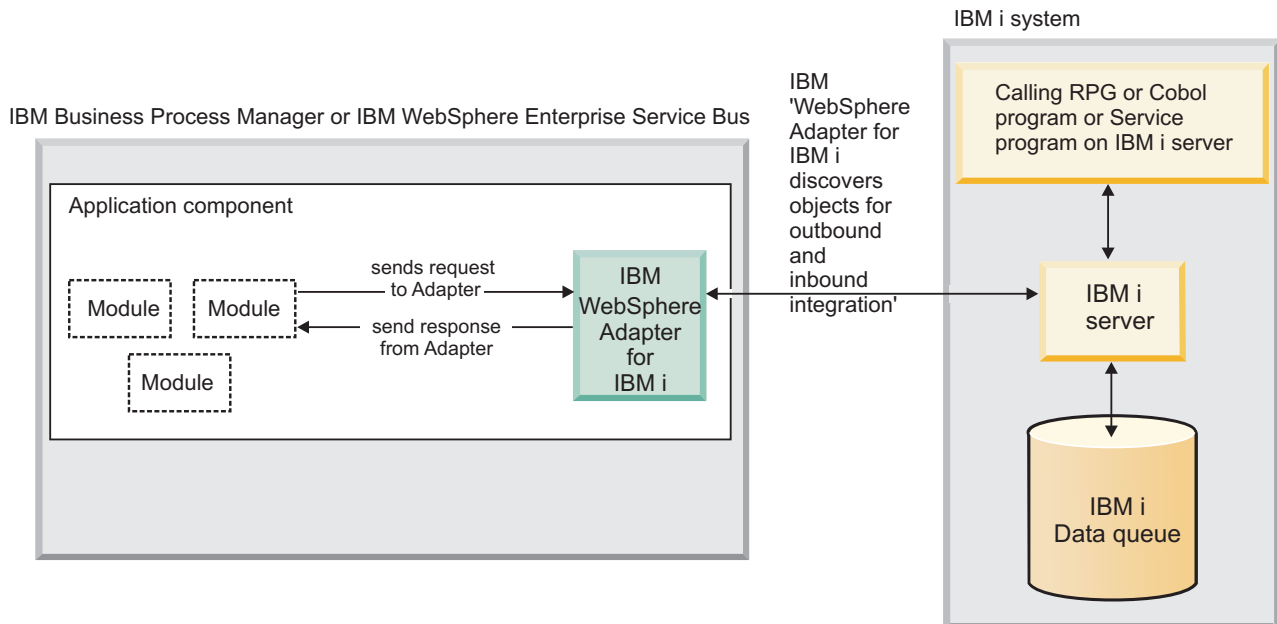 IBM Business Process Manager or IBM WebSphere Enterprise Service Bus
Application component
Module
Module
Module
sends request
to Adapter
send response
from Adapter
IBM
WebSphere
Adapter
for
IBM i
IBM
'WebSphere
Adapter for
IBM i
discovers
objects for
outbound
and
inbound
integration'
IBM i system
Calling RPG or Cobol
program or Service
program on IBM i server
IBM i
server
IBM i
Data queue